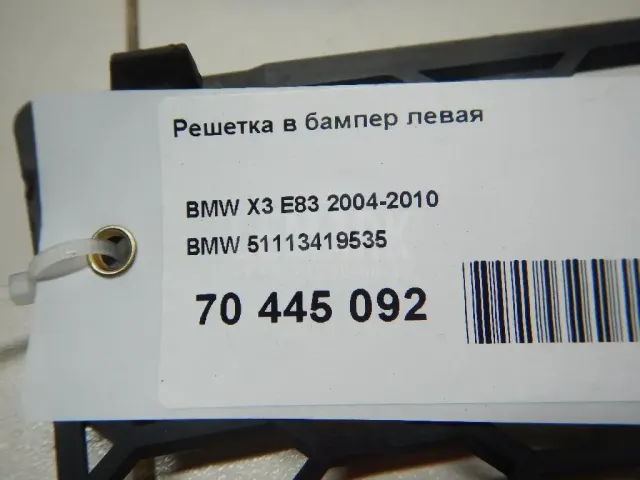 Решетка в бампер левая
BMW X3 E83 2004-2010
BMW 51113419535
70 445 092